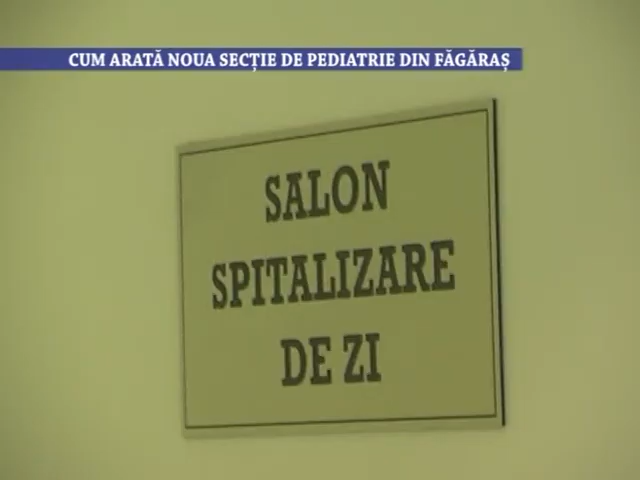 CUM ARATĂ NOUA SECȚIE DE PEDIATRIE DIN FĂGĂRAȘ
SALON
SPITALIZARE
DE ZI